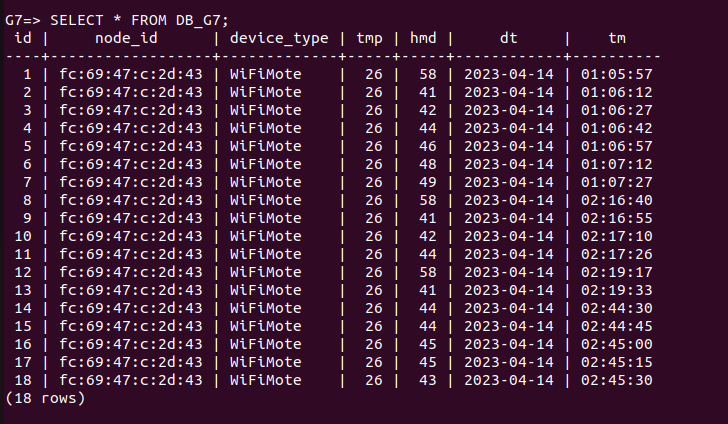 G7=> SELECT * FROM DB_G7;
 id |     node_id      | device_type | tmp | hmd |     dt     |    tm
----+------------------+-------------+-----+-----+------------+----------
  1 | fc:69:47:c:2d:43 | WiFiMote    |  26 |  58 | 2023-04-14 | 01:05:57
  2 | fc:69:47:c:2d:43 | WiFiMote    |  26 |  41 | 2023-04-14 | 01:06:12
  3 | fc:69:47:c:2d:43 | WiFiMote    |  26 |  42 | 2023-04-14 | 01:06:27
  4 | fc:69:47:c:2d:43 | WiFiMote    |  26 |  44 | 2023-04-14 | 01:06:42
  5 | fc:69:47:c:2d:43 | WiFiMote    |  26 |  46 | 2023-04-14 | 01:06:57
  6 | fc:69:47:c:2d:43 | WiFiMote    |  26 |  48 | 2023-04-14 | 01:07:12
  7 | fc:69:47:c:2d:43 | WiFiMote    |  26 |  49 | 2023-04-14 | 01:07:27
  8 | fc:69:47:c:2d:43 | WiFiMote    |  26 |  58 | 2023-04-14 | 02:16:40
  9 | fc:69:47:c:2d:43 | WiFiMote    |  26 |  41 | 2023-04-14 | 02:16:55
 10 | fc:69:47:c:2d:43 | WiFiMote    |  26 |  42 | 2023-04-14 | 02:17:10
 11 | fc:69:47:c:2d:43 | WiFiMote    |  26 |  44 | 2023-04-14 | 02:17:26
 12 | fc:69:47:c:2d:43 | WiFiMote    |  26 |  58 | 2023-04-14 | 02:19:17
 13 | fc:69:47:c:2d:43 | WiFiMote    |  26 |  41 | 2023-04-14 | 02:19:33
 14 | fc:69:47:c:2d:43 | WiFiMote    |  26 |  44 | 2023-04-14 | 02:44:30
 15 | fc:69:47:c:2d:43 | WiFiMote    |  26 |  44 | 2023-04-14 | 02:44:45
 16 | fc:69:47:c:2d:43 | WiFiMote    |  26 |  45 | 2023-04-14 | 02:45:00
 17 | fc:69:47:c:2d:43 | WiFiMote    |  26 |  45 | 2023-04-14 | 02:45:15
 18 | fc:69:47:c:2d:43 | WiFiMote    |  26 |  43 | 2023-04-14 | 02:45:30
(18 rows)